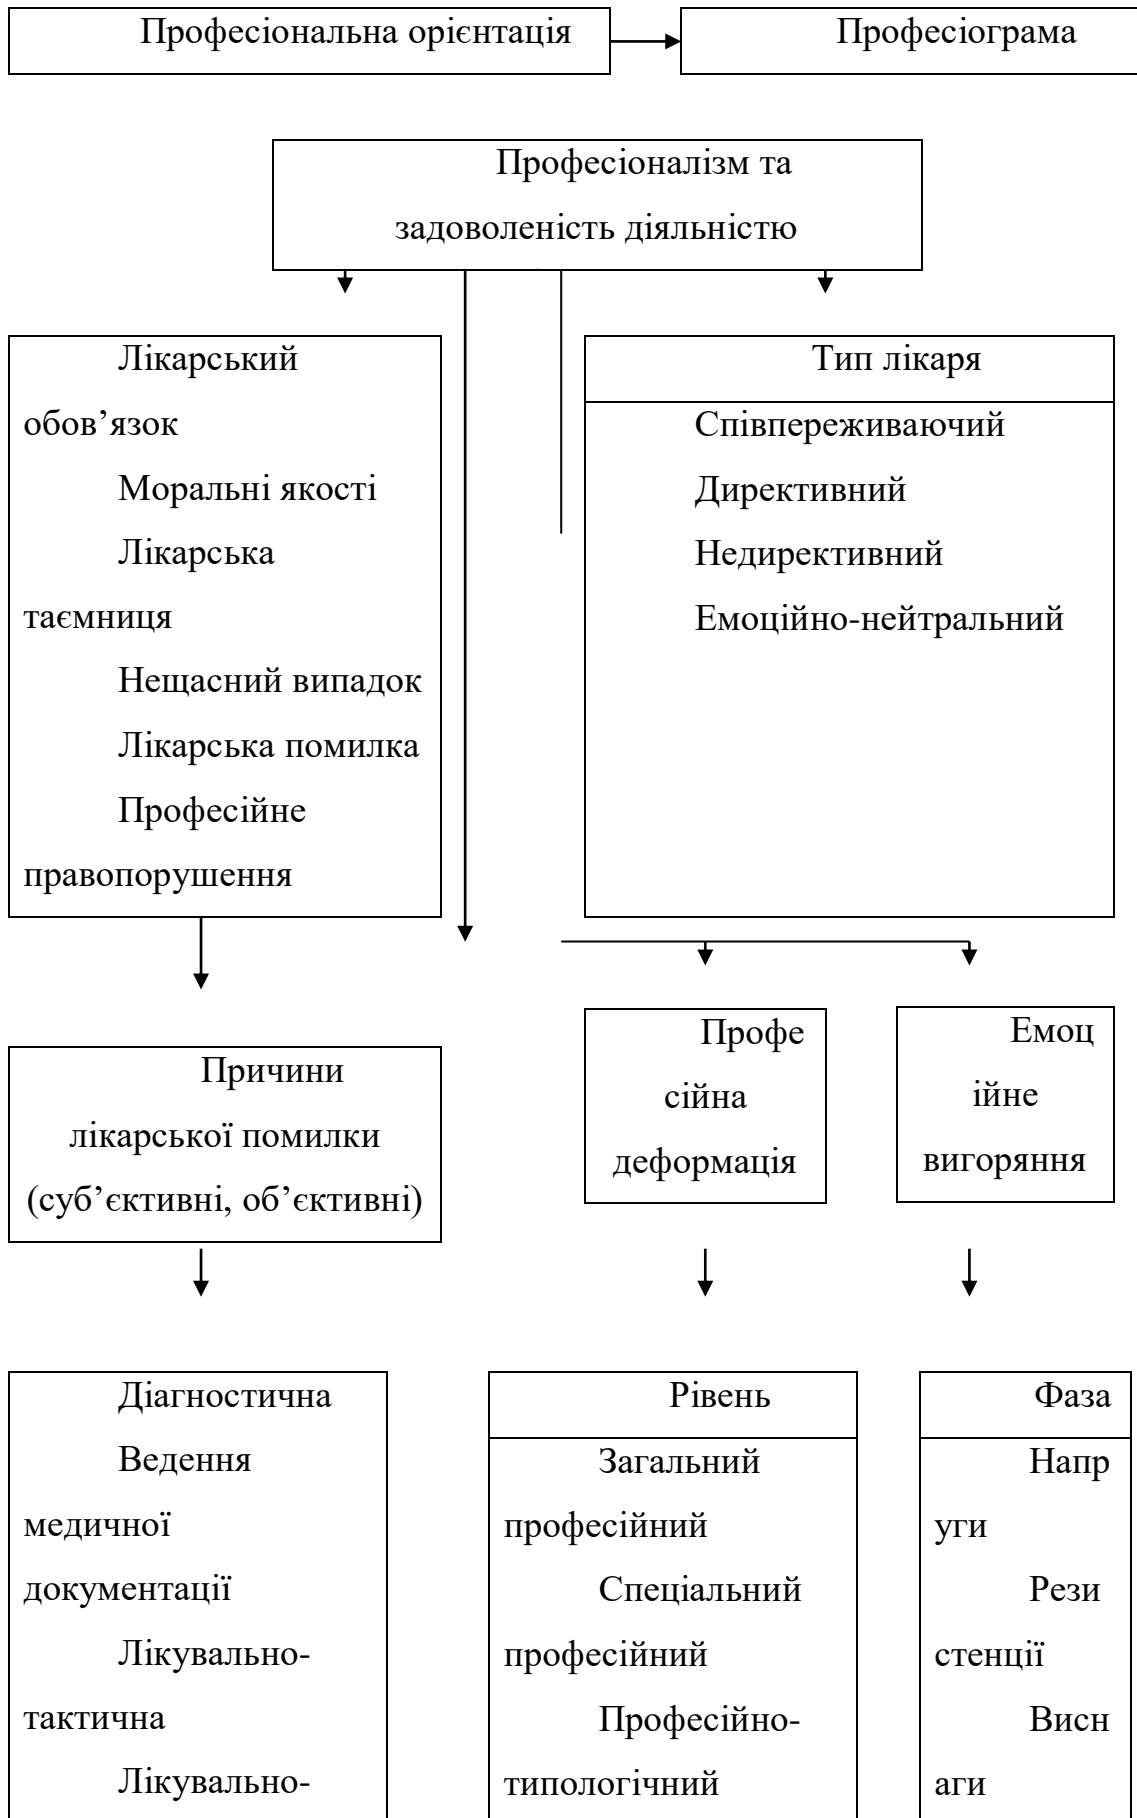 Професіональна орієнтація
Професіограма
Професіоналізм та
задоволеність діяльністю
Лікарський
обов’язок
Моральні якості
Лікарська
таємниця
Нещасний випадок
Лікарська помилка
Професійне
правопорушення
Тип лікаря
Співпереживаючий
Директивний
Недирективний
Емоційно-нейтральний
Причини
лікарської помилки
(суб’єктивні, об’єктивні)
Профе
сійна
деформація
Емоц
ійне
вигоряння
Діагностична
Ведення
медичної
документації
Лікувально-
тактична
Лікувально-
Рівень
Загальний
професійний
Спеціальний
професійний
Професійно-
типологічний
Фаза
Напр
уги
Рези
стенції
Висн
аги